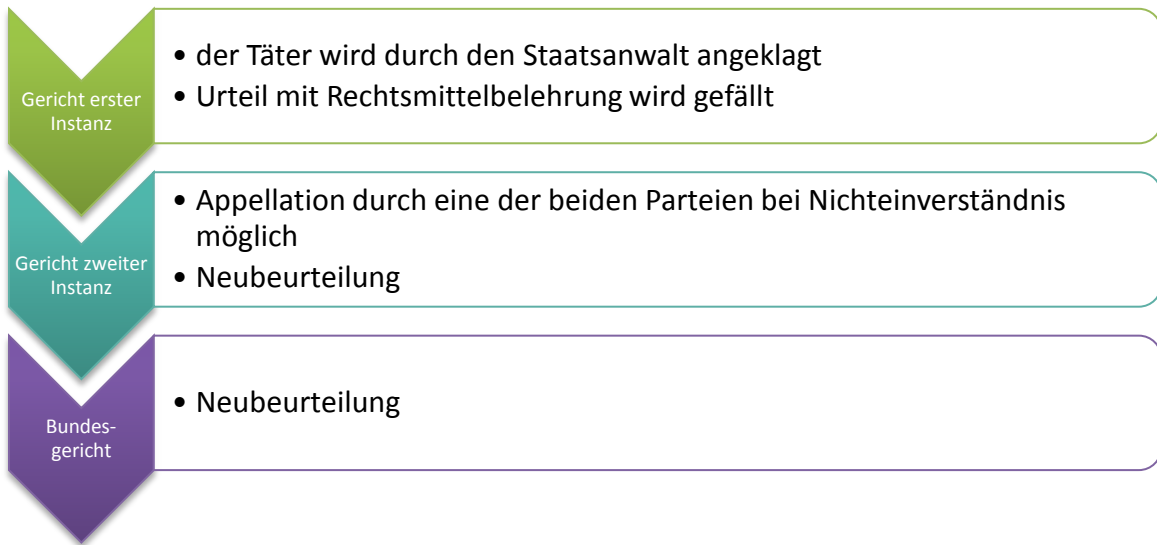 Gericht erster
Instanz
• der Täter wird durch den Staatsanwalt angeklagt
• Urteil mit Rechtsmittelbelehrung wird gefällt
Gericht zweiter
Instanz
• Appellation durch eine der beiden Parteien bei Nichteinverständnis
möglich
• Neubeurteilung
Bundes-
gericht
• Neubeurteilung